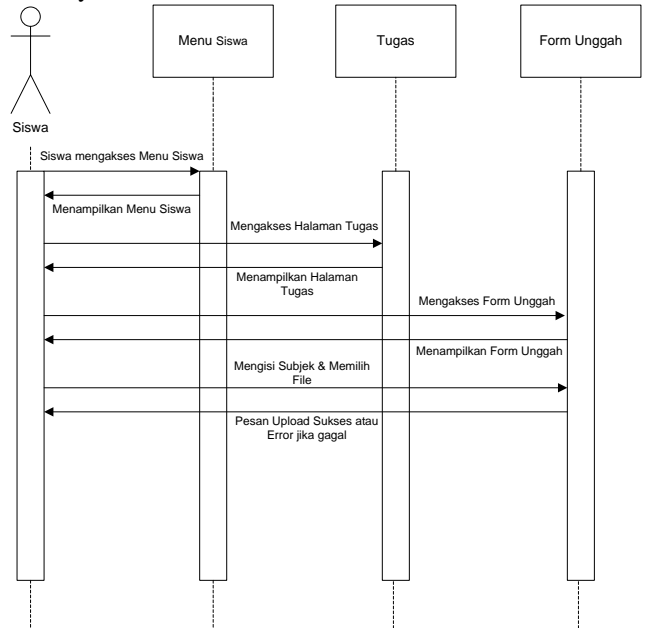 Menu Siswa
Tugas
Form Unggah
Siswa
Siswa mengakses Menu Siswa
Menampilkan Menu Siswa
Mengakses Halaman Tugas
Menampilkan Halaman
Tugas
Mengakses Form Unggah
Menampilkan Form Unggah
Mengisi Subjek & Memilih
File
Pesan Upload Sukses atau
Error jika gagal